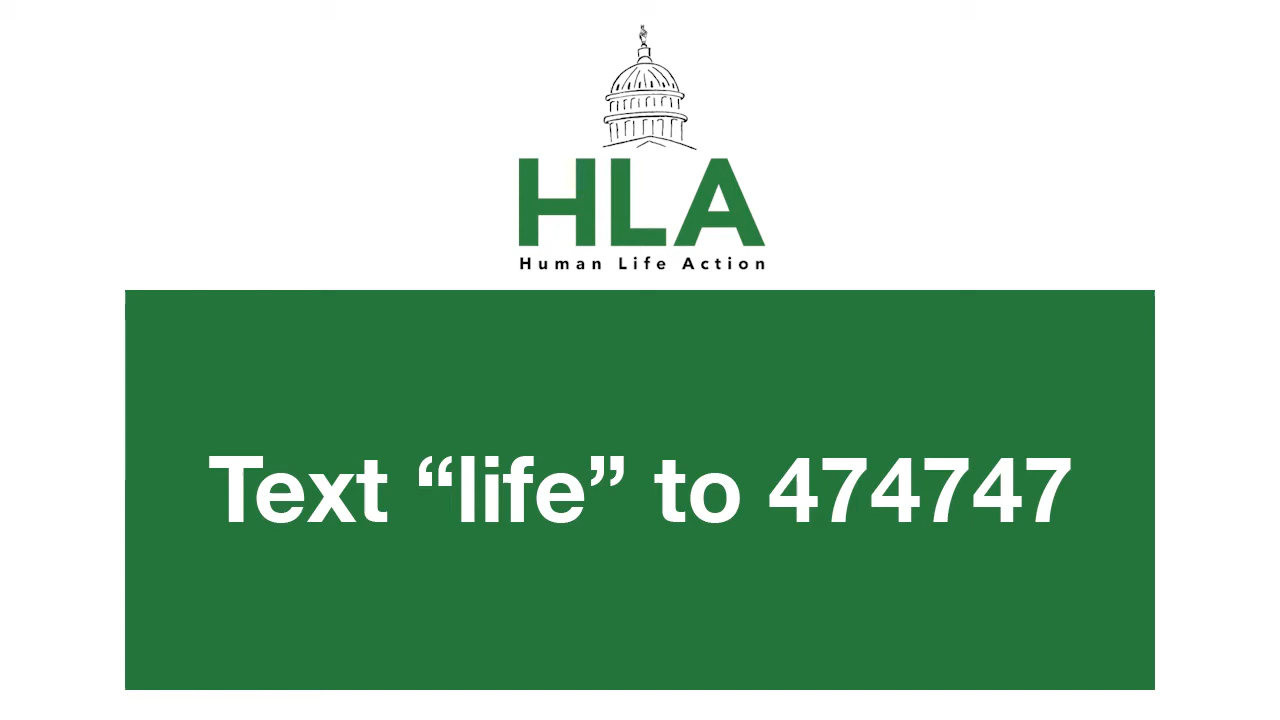 HLA
Human Life Action
Text “life” to 474747